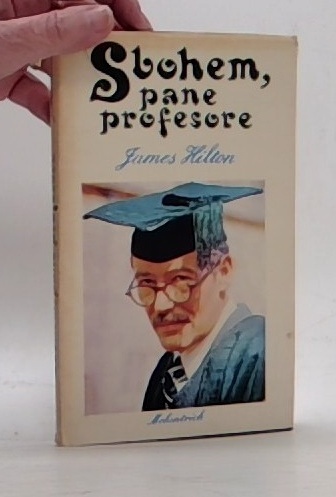 Sbohem,
pane
profesore
James Hilton
Melantrich